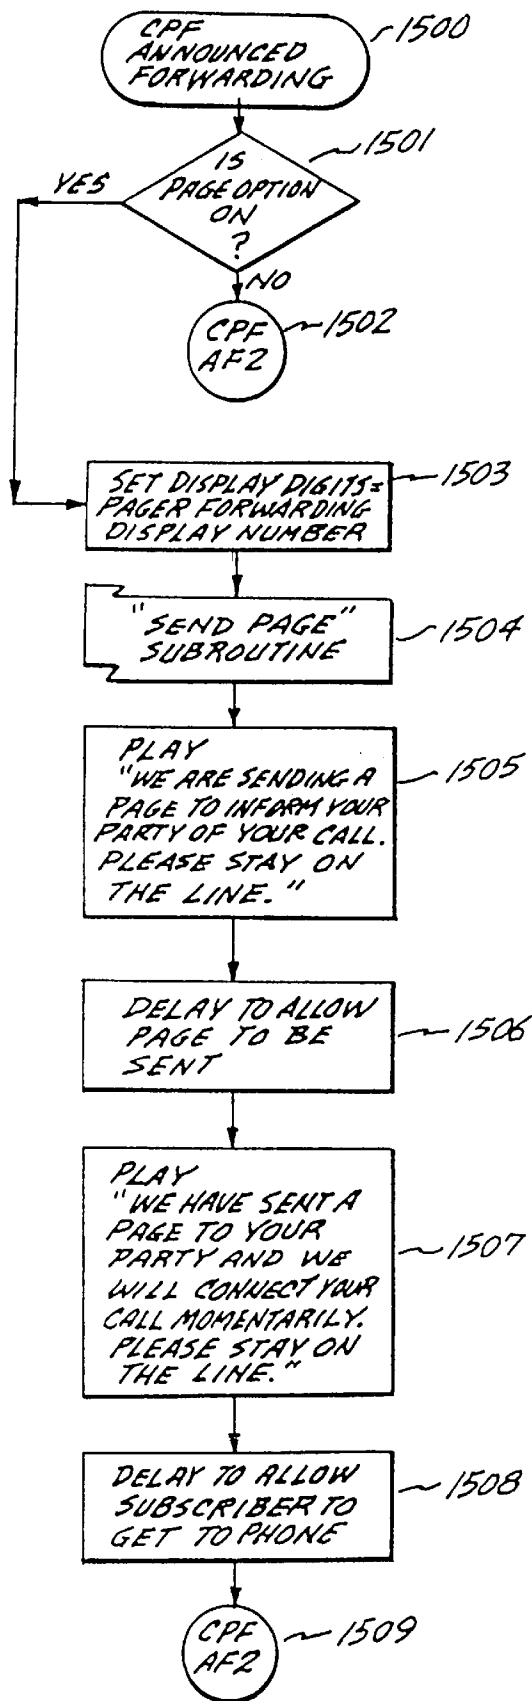 CPF
ANNOUNCED
FORWARDING
1500
IS
PAGE OPTION
ON
?
1501
YES
NO
CPF
AF2
1502
SET DISPLAY DIGITS=
PAGER FORWARDING
DISPLAY NUMBER
1503
"SEND PAGE"
SUBROUTINE
1504
PLAY
"WE ARE SENDING A
PAGE TO INFORM YOUR
PARTY OF YOUR CALL.
PLEASE STAY ON
THE LINE."
1505
DELAY TO ALLOW
PAGE TO BE
SENT
1506
PLAY
"WE HAVE SENT A
PAGE TO YOUR
PARTY AND WE
WILL CONNECT YOUR
CALL MOMENTARILY.
PLEASE STAY ON
THE LINE."
1507
DELAY TO ALLOW
SUBSCRIBER TO
GET TO PHONE
1508
CPF
AF2
1509